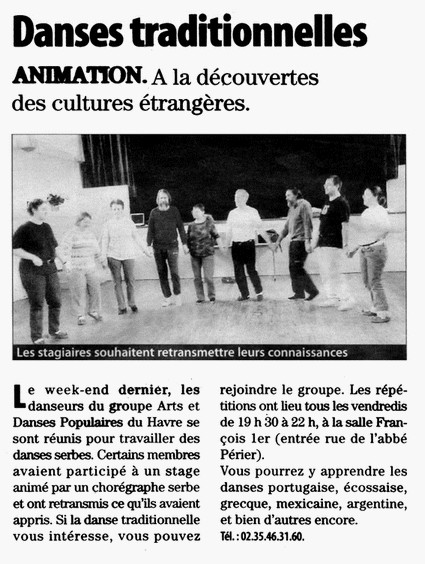 Danses traditionnelles
ANIMATION. A la découvertes
des cultures étrangères.
Les stagiaires souhaitent retransmettre leurs connaissances
Le week-end dernier, les
danseurs du groupe Arts et
Danses Populaires du Havre se
sont réunis pour travailler des
danses serbes. Certains membres
avaient participé à un stage
animé par un chorégraphe serbe
et ont retransmis ce qu'ils avaient
appris. Si la danse traditionnelle
vous intéresse, vous pouvez
rejoindre le groupe. Les répé-
titions ont lieu tous les vendredis
de 19 h 30 à 22 h, à la salle Fran-
çois 1er (entrée rue de l'abbé
Périer).
Vous pourrez y apprendre les
danses portugaise, écossaise,
grecque, mexicaine, argentine,
et bien d'autres encore.
Tél. : 02.35.46.31.60.